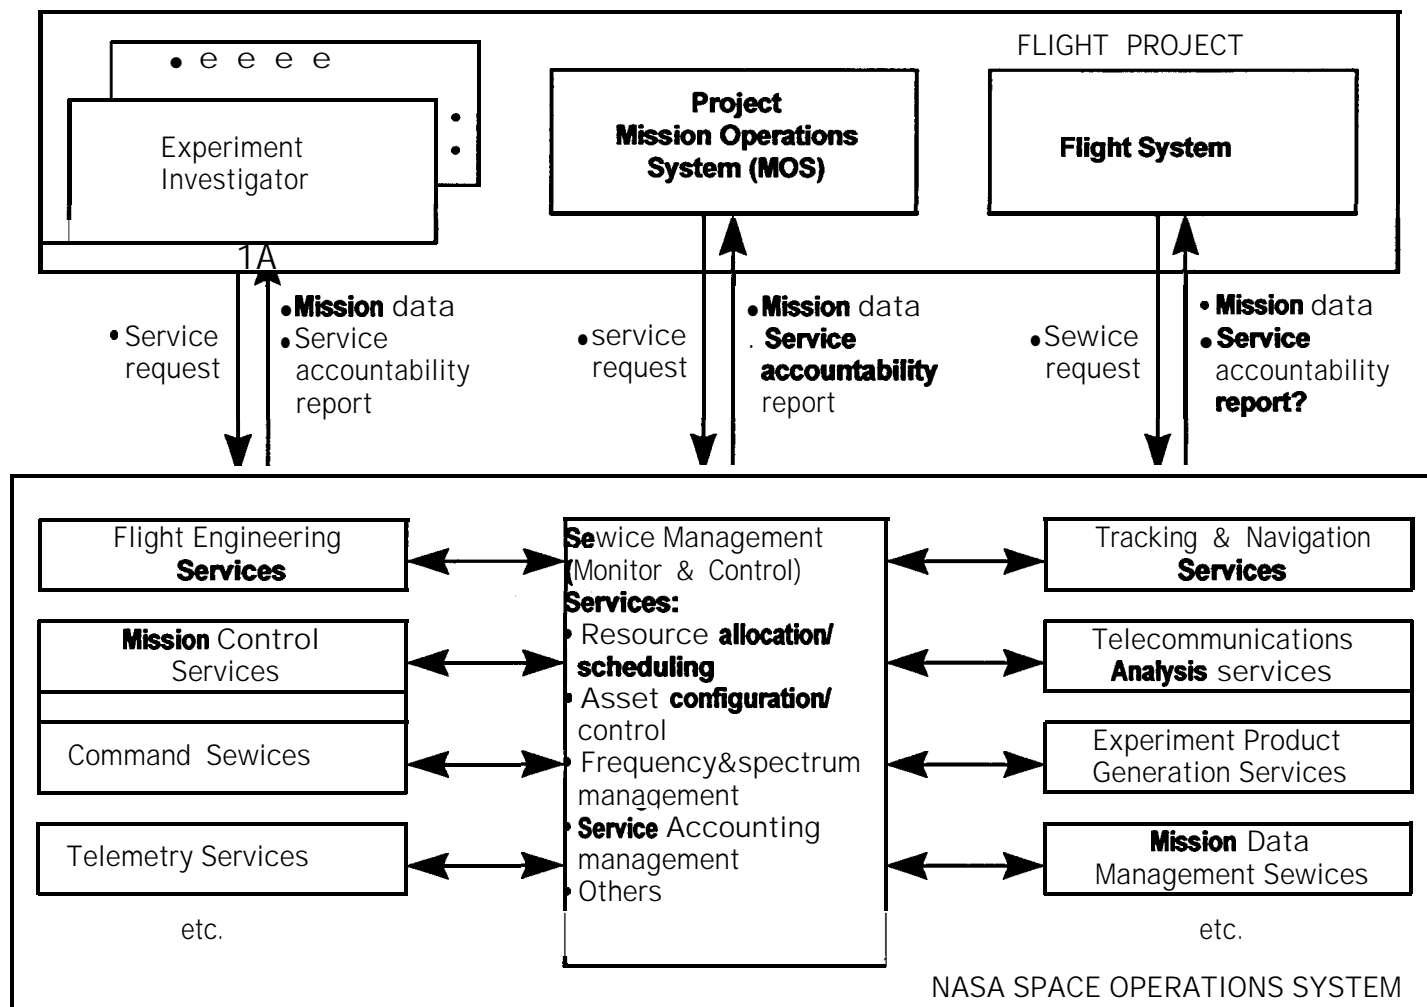 FLIGHT PROJECT
• e e e e
•
•
Experiment
Investigator
Project
Mission Operations
System (MOS)
Flight System
1A
• Service
request
• Mission data
• Service
accountability
report
• service
request
• Mission data
. Service
accountability
report
• Sewice
request
• Mission data
• Service
accountability
report?
Flight Engineering
Services
Mission Control
Services
Command Sewices
Telemetry Services
etc.
Sewice Management
(Monitor & Control)
Services:
• Resource allocation/
scheduling
• Asset configuration/
control
• Frequency&spectrum
management
• Service Accounting
management
• Others
Tracking & Navigation
Services
Telecommunications
Analysis services
Experiment Product
Generation Services
Mission Data
Management Sewices
etc.
NASA SPACE OPERATIONS SYSTEM